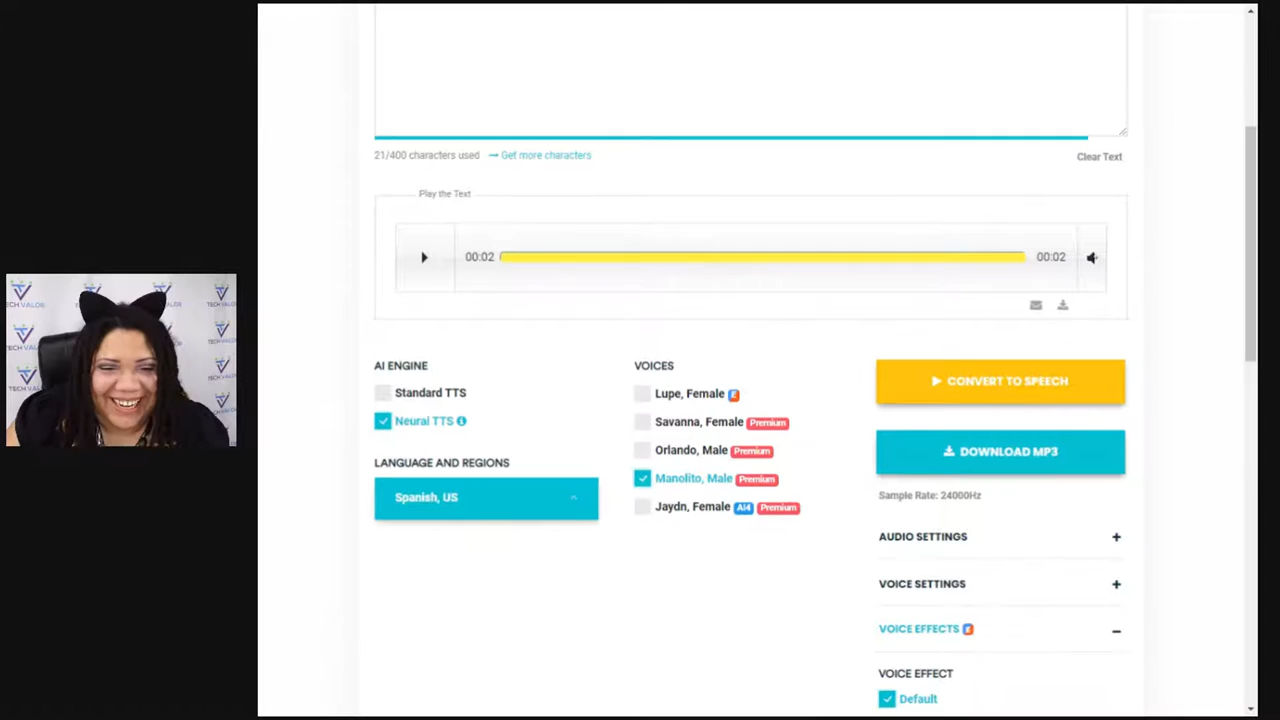 21/400 characters used
Get more characters
Clear Text
Play the Text
00:02
00:02
AI ENGINE
Standard TTS
Neural TTS
LANGUAGE AND REGIONS
Spanish, US
VOICES
Lupe, Female
Savanna, Female Premium
Orlando, Male Premium
Manolito, Male Premium
Jaydn, Female AI4 Premium
CONVERT TO SPEECH
DOWNLOAD MP3
Sample Rate: 24000Hz
AUDIO SETTINGS +
VOICE SETTINGS +
VOICE EFFECTS −
VOICE EFFECT
Default
TECH VALOR